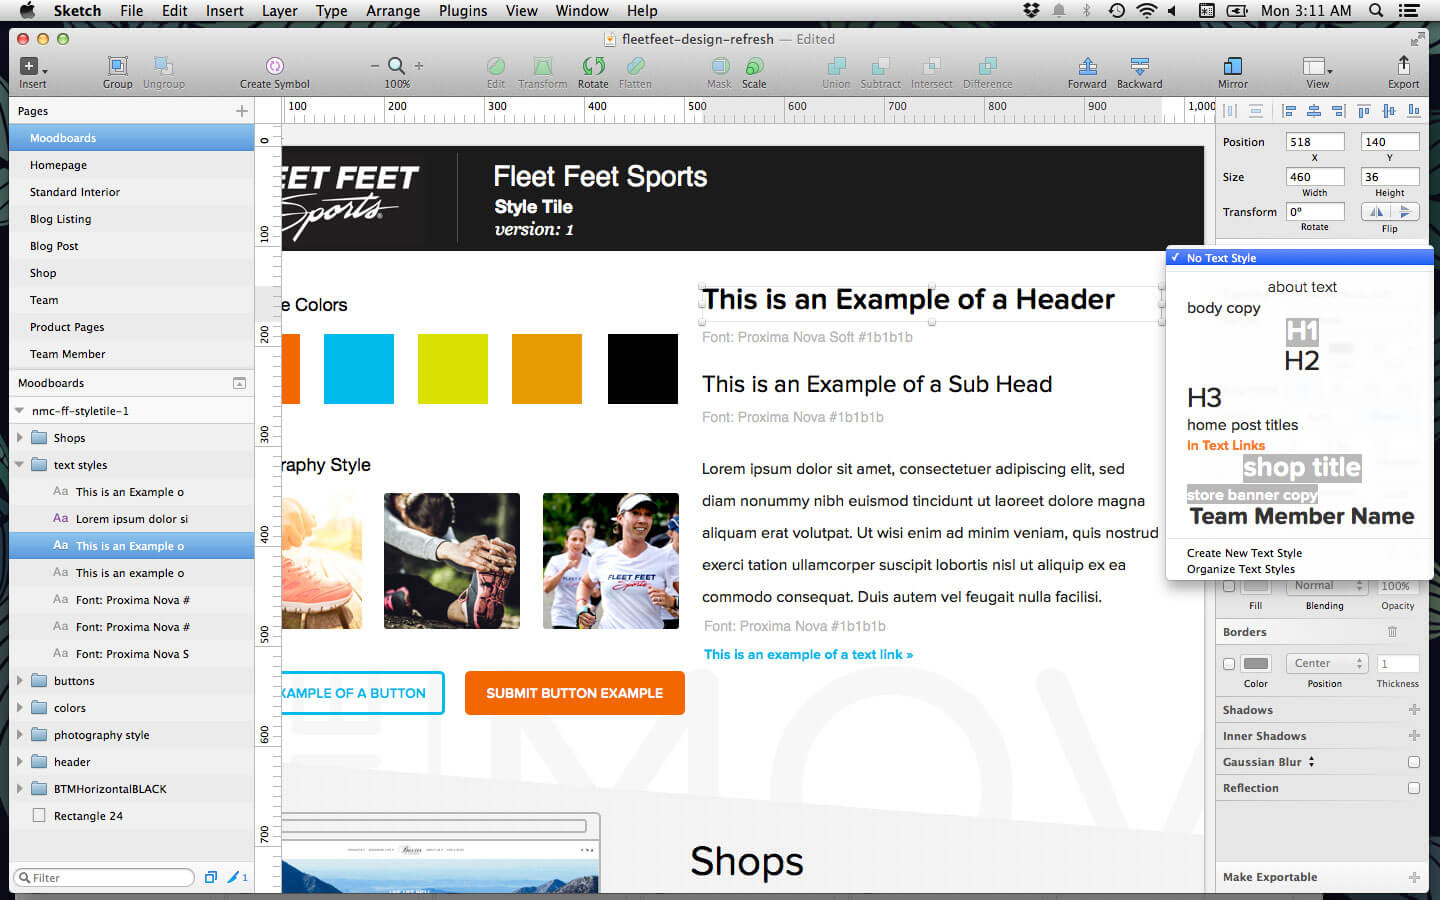 Sketch File Edit Insert Layer Type Arrange Plugins View Window Help Mon 3:11 AM
fleetfeet-design-refresh — Edited
Insert Group Ungroup Create Symbol 100% Edit Transform Rotate Flatten Mask Scale Union Subtract Intersect Difference Forward Backward Mirror View Export
Pages
Moodboards
Homepage
Standard Interior
Blog Listing
Blog Post
Shop
Team
Product Pages
Team Member
Moodboards
nmc-ff-styletile-1
Shops
text styles
Aa This is an Example o
Aa Lorem ipsum dolor si
Aa This is an Example o
Aa This is an example o
Aa Font: Proxima Nova #
Aa Font: Proxima Nova #
Aa Font: Proxima Nova S
buttons
colors
photography style
header
BTMHorizontalBLACK
Rectangle 24
Filter
1
100 200 300 400 500 600 700 800 900 1,000
0
100
200
300
400
500
600
700
EET FEET
Sports®
Fleet Feet Sports
Style Tile
version: 1
e Colors
raphy Style
FLEET FEET
Sports
XAMPLE OF A BUTTON
SUBMIT BUTTON EXAMPLE
This is an Example of a Header
Font: Proxima Nova Soft #1b1b1b
This is an Example of a Sub Head
Font: Proxima Nova #1b1b1b
Lorem ipsum dolor sit amet, consectetuer adipiscing elit, sed
diam nonummy nibh euismod tincidunt ut laoreet dolore magna
aliquam erat volutpat. Ut wisi enim ad minim veniam, quis nostrud
exerci tation ullamcorper suscipit lobortis nisl ut aliquip ex ea
commodo consequat. Duis autem vel feugait nulla facilisi.
Font: Proxima Nova #1b1b1b
This is an example of a text link »
MOV
Shops
Position 518 140
X Y
Size 460 36
Width Height
Transform 0°
Rotate Flip
✓ No Text Style
about text
body copy
H1
H2
H3
home post titles
In Text Links
shop title
store banner copy
Team Member Name
Create New Text Style
Organize Text Styles
Normal 100%
Fill Blending Opacity
Borders
Center 1
Color Position Thickness
Shadows
Inner Shadows
Gaussian Blur
Reflection
Make Exportable